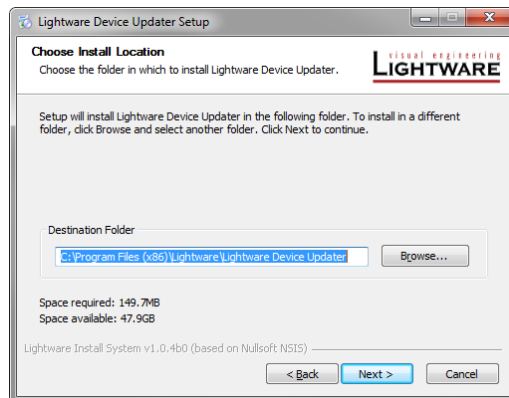 Lightware Device Updater Setup
Choose Install Location
Choose the folder in which to install Lightware Device Updater.
visual engineering
LIGHTWARE
Setup will install Lightware Device Updater in the following folder. To install in a different
folder, click Browse and select another folder. Click Next to continue.
Destination Folder
C:\Program Files (x86)\Lightware\Lightware Device Updater
Browse...
Space required: 149.7MB
Space available: 47.9GB
Lightware Install System v1.0.4b0 (based on Nullsoft NSIS)
< Back
Next >
Cancel